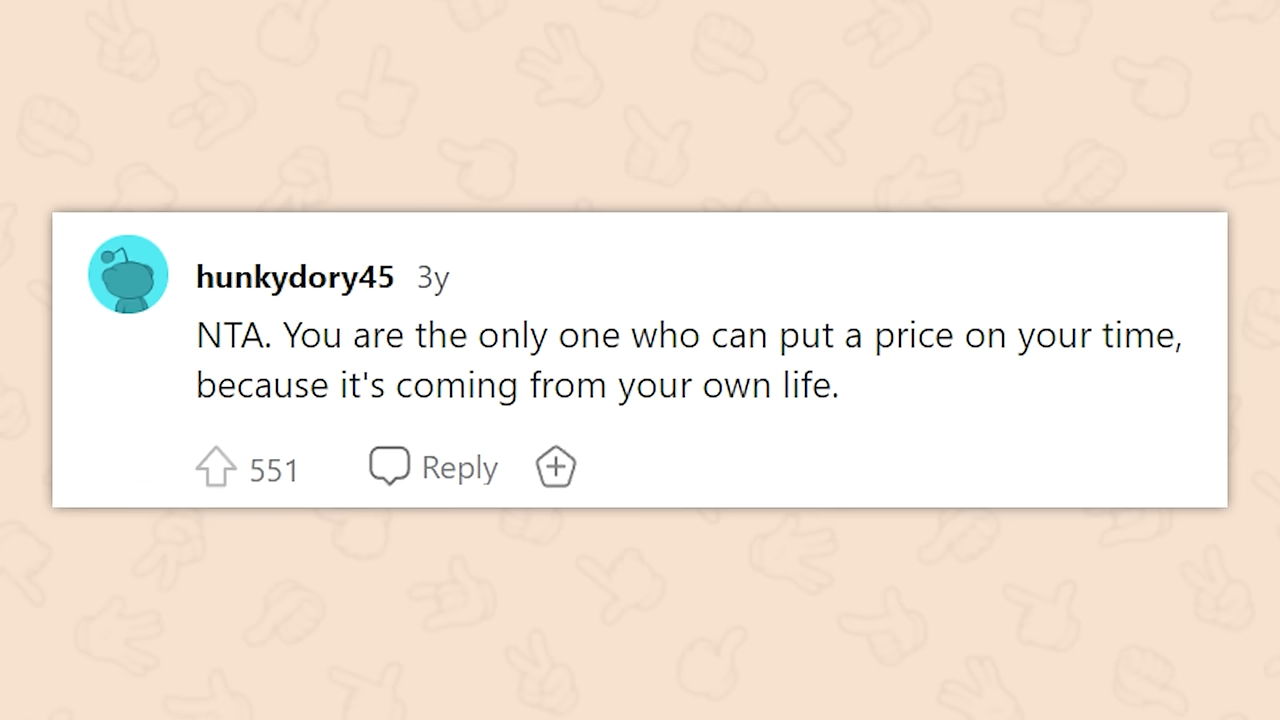 hunkydory45 3y
NTA. You are the only one who can put a price on your time,
because it's coming from your own life.
551 Reply